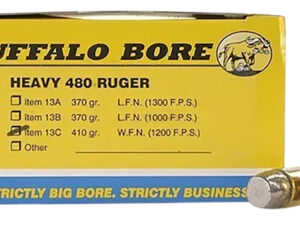 UFFALO BORE
HEAVY 480 RUGER
Item 13A 370 gr. L.F.N. (1300 F.P.S.)
Item 13B 370 gr. L.F.N. (1000 F.P.S.)
Item 13C 410 gr. W.F.N. (1200 F.P.S.)
Other
STRICTLY BIG BORE. STRICTLY BUSINESS